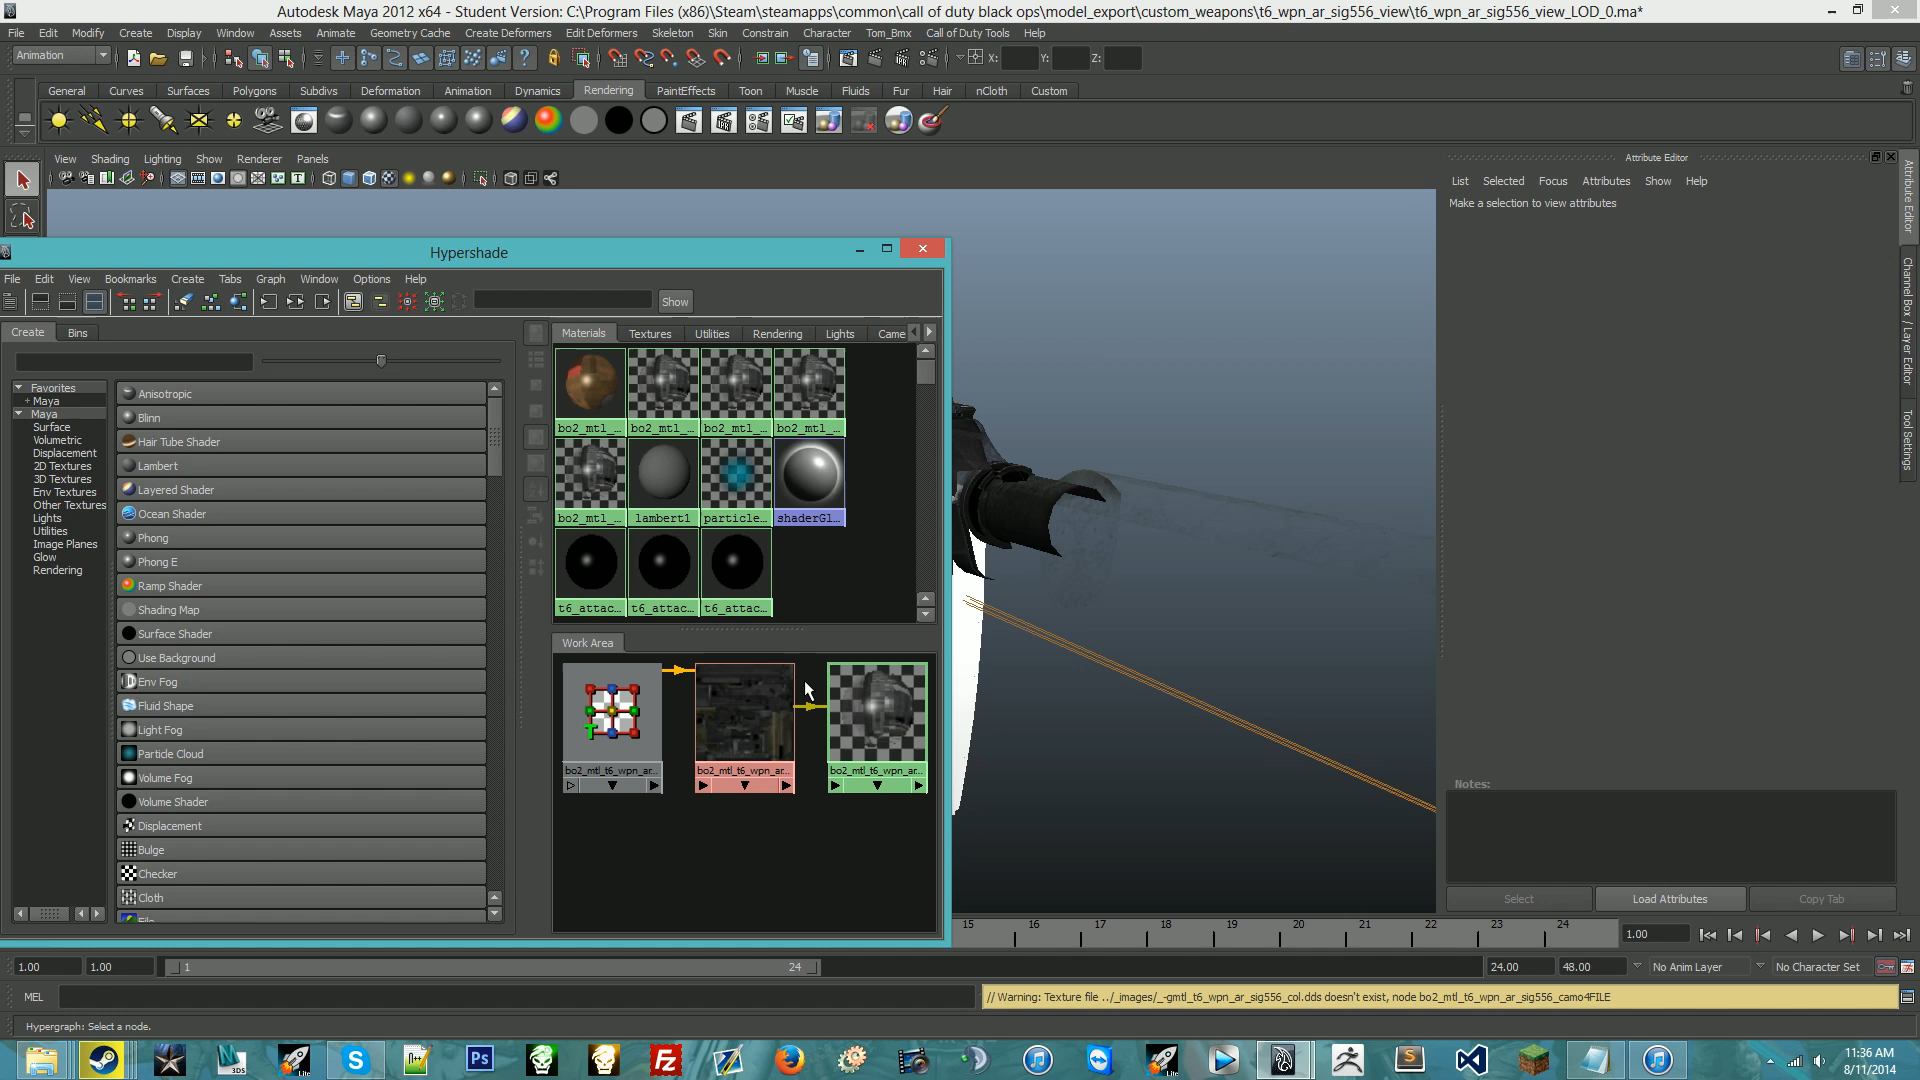 Autodesk Maya 2012 x64 - Student Version: C:\Program Files (x86)\Steam\steamapps\common\call of duty black ops\model_export\custom_weapons\t6_wpn_ar_sig556_view\t6_wpn_ar_sig556_view_LOD_0.ma*
File Edit Modify Create Display Window Assets Animate Geometry Cache Create Deformers Edit Deformers Skeleton Skin Constrain Character Tom_Bmx Call of Duty Tools Help
Animation X: Y: Z:
General Curves Surfaces Polygons Subdivs Deformation Animation Dynamics Rendering PaintEffects Toon Muscle Fluids Fur Hair nCloth Custom
View Shading Lighting Show Renderer Panels
Attribute Editor
List Selected Focus Attributes Show Help
Make a selection to view attributes
Attribute Editor
Channel Box / Layer Editor
Tool Settings
Hypershade
File Edit View Bookmarks Create Tabs Graph Window Options Help
Show
Create Bins
Materials Textures Utilities Rendering Lights Came
Favorites
+ Maya
Maya
Surface
Volumetric
Displacement
2D Textures
3D Textures
Env Textures
Other Textures
Lights
Utilities
Image Planes
Glow
Rendering
Anisotropic
Blinn
Hair Tube Shader
Lambert
Layered Shader
Ocean Shader
Phong
Phong E
Ramp Shader
Shading Map
Surface Shader
Use Background
Env Fog
Fluid Shape
Light Fog
Particle Cloud
Volume Fog
Volume Shader
Displacement
Bulge
Checker
Cloth
File
bo2_mtl_... bo2_mtl_... bo2_mtl_... bo2_mtl_...
bo2_mtl_... lambert1 particle... shaderGl...
t6_attac... t6_attac... t6_attac...
Work Area
bo2_mtl_t6_wpn_ar... bo2_mtl_t6_wpn_ar... bo2_mtl_t6_wpn_ar...
Notes:
Select Load Attributes Copy Tab
15 16 17 18 19 20 21 22 23 24 1.00
1.00 1.00 1 24 24.00 48.00 No Anim Layer No Character Set
MEL // Warning: Texture file ../_images/_-gmtl_t6_wpn_ar_sig556_col.dds doesn't exist, node bo2_mtl_t6_wpn_ar_sig556_camo4FILE
Hypergraph: Select a node.
11:36 AM
8/11/2014